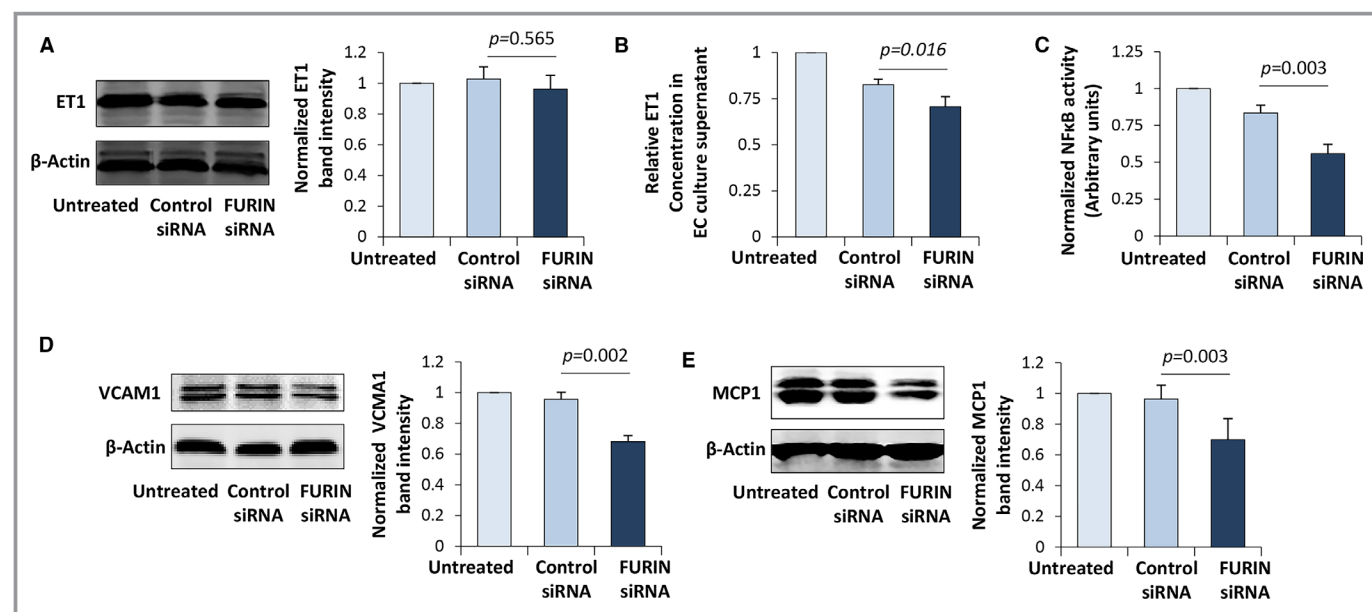 A
ET1
β-Actin
Untreated Control FURIN
siRNA siRNA
Normalized ET1
band intensity
1.2
1
0.8
0.6
0.4
0.2
0
p=0.565
Untreated Control FURIN
siRNA siRNA
B
Relative ET1
Concentration in
EC culture supernatant
1
0.75
0.5
0.25
0
p=0.016
Untreated Control FURIN
siRNA siRNA
C
Normalized NFκB activity
(Arbitrary units)
1.25
1
0.75
0.5
0.25
0
p=0.003
Untreated Control FURIN
siRNA siRNA
D
VCAM1
β-Actin
Untreated Control FURIN
siRNA siRNA
Normalized VCMA1
band intensity
1.2
1
0.8
0.6
0.4
0.2
0
p=0.002
Untreated Control FURIN
siRNA siRNA
E
MCP1
β-Actin
Untreated Control FURIN
siRNA siRNA
Normalized MCP1
band intensity
1.2
1
0.8
0.6
0.4
0.2
0
p=0.003
Untreated Control FURIN
siRNA siRNA